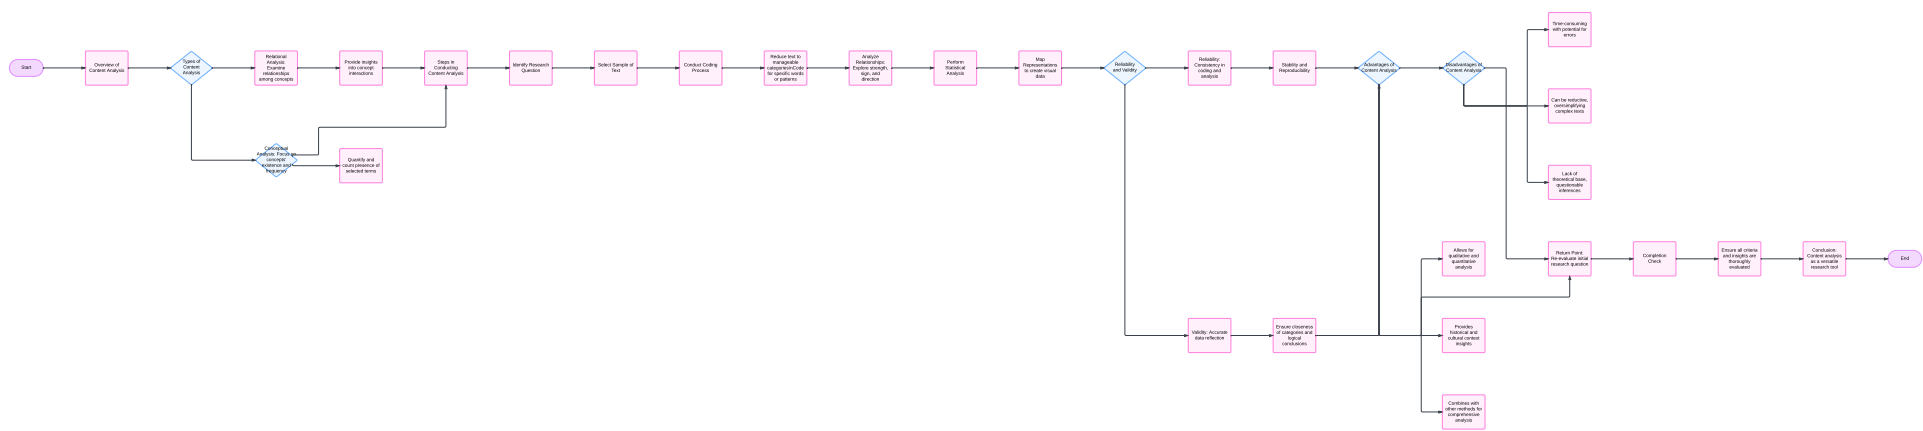 Start
Overview of
Content Analysis
Types of
Content
Analysis
Relational
Analysis:
Examine
relationships
among concepts
Provide insights
into concept
interactions
Steps in
Conducting
Content Analysis
Identify Research
Question
Select Sample of
Text
Conduct Coding
Process
Reduce text to
manageable
categoriesinCode
for specific words
or patterns
Analyze
Relationships:
Explore strength,
sign, and
direction
Perform
Statistical
Analysis
Map
Representations
to create visual
data
Reliability
and Validity
Reliability:
Consistency in
coding and
analysis
Stability and
Reproducibility
Advantages of
Content Analysis
Disadvantages of
Content Analysis
Time-consuming
with potential for
errors
Can be reductive,
oversimplifying
complex texts
Lack of
theoretical base,
questionable
inferences
Conceptual
Analysis: Focus on
concepts'
existence and
frequency
Quantify and
count presence of
selected terms
Allows for
qualitative and
quantitative
analysis
Return Point:
Re-evaluate initial
research question
Completion
Check
Ensure all criteria
and insights are
thoroughly
evaluated
Conclusion:
Content analysis
as a versatile
research tool
End
Validity: Accurate
data reflection
Ensure closeness
of categories and
logical
conclusions
Provides
historical and
cultural context
insights
Combines with
other methods for
comprehensive
analysis